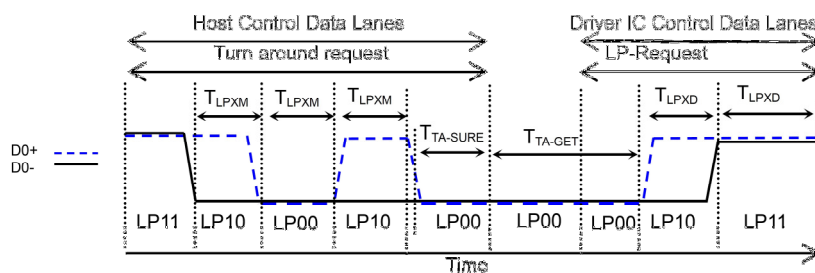 Host Control Data Lanes Driver IC Control Data Lanes
Turn around request LP-Request
TLPXM TLPXM TLPXM TLPXD TLPXD
TTA-SURE TTA-GET
D0+
D0-
LP11 LP10 LP00 LP10 LP00 LP00 LP00 LP10 LP11
Time